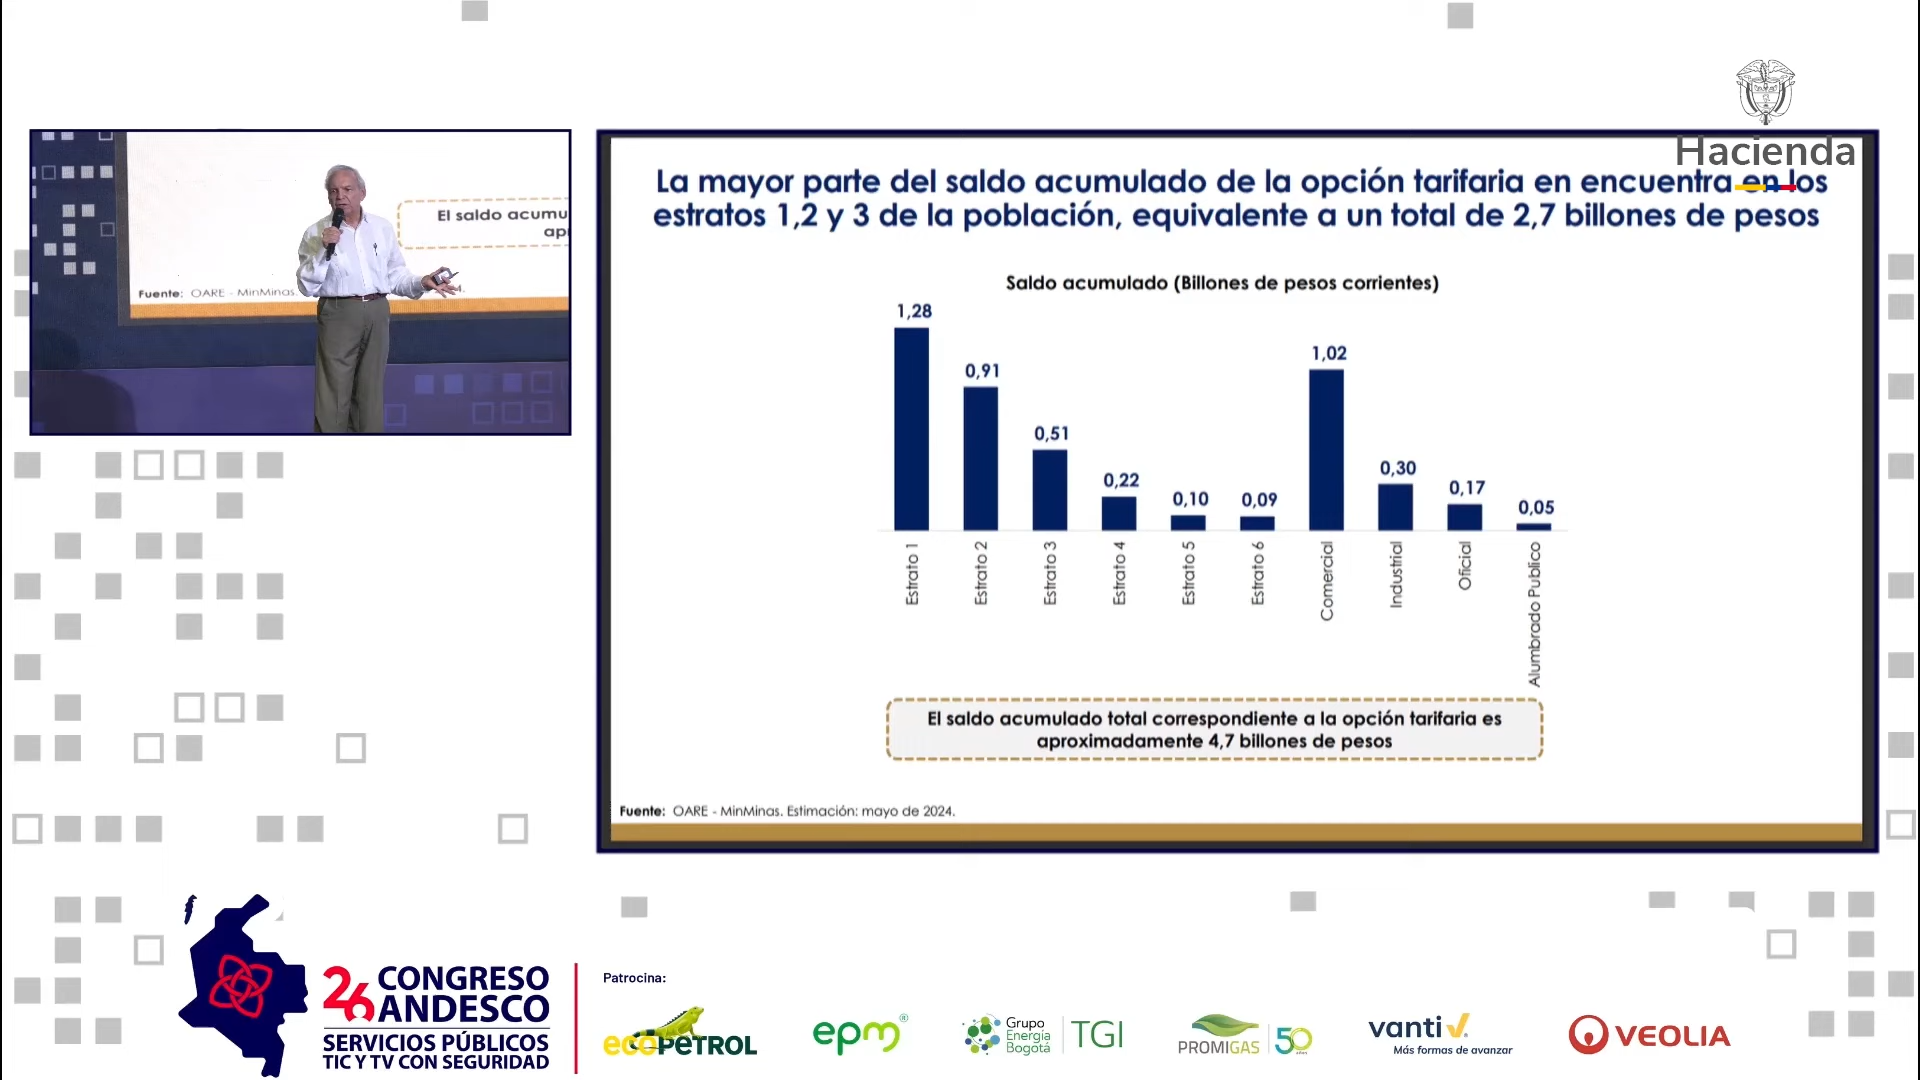 Hacienda
El saldo acumu
ap
Fuente: OARE - MinMinas.
La mayor parte del saldo acumulado de la opción tarifaria en encuentra en los
estratos 1,2 y 3 de la población, equivalente a un total de 2,7 billones de pesos
Saldo acumulado (Billones de pesos corrientes)
1,28
0,91
0,51
0,22
0,10
0,09
1,02
0,30
0,17
0,05
Estrato 1
Estrato 2
Estrato 3
Estrato 4
Estrato 5
Estrato 6
Comercial
Industrial
Oficial
Alumbrado Publico
El saldo acumulado total correspondiente a la opción tarifaria es
aproximadamente 4,7 billones de pesos
Fuente: OARE - MinMinas. Estimación: mayo de 2024.
26 CONGRESO
ANDESCO
SERVICIOS PÚBLICOS
TIC Y TV CON SEGURIDAD
Patrocina:
ecoPETROL
epm®
Grupo
Energía
Bogotá
TGI
PROMIGAS
50
vanti
Más formas de avanzar
VEOLIA